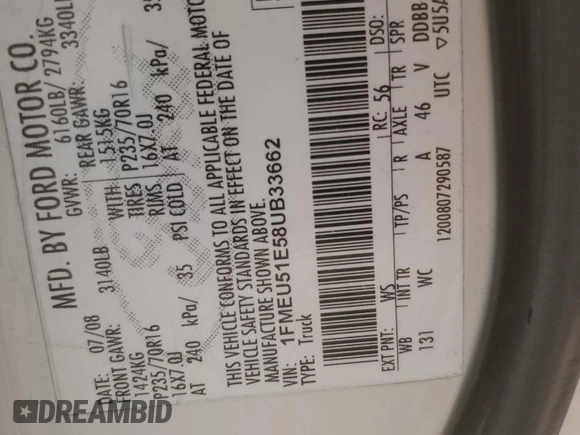 MFD. BY FORD MOTOR CO.
DATE: 07/08 GVWR: 6160LB/ 2794KG
FRONT GAWR: 3140LB REAR GAWR: 3340LB
1424KG WITH 1515KG
P235/70R16 TIRES P235/70R16
16X7.0J RIMS 16X7.0J
AT 240 kPa/ 35 PSI COLD AT 240 kPa/ 35
THIS VEHICLE CONFORMS TO ALL APPLICABLE FEDERAL MOTOR
VEHICLE SAFETY STANDARDS IN EFFECT ON THE DATE OF
MANUFACTURE SHOWN ABOVE.
VIN: 1FMEU51E58UB33662
TYPE: Truck
EXT PNT: WS RC: 56 DSO:
WB INT TR TP/PS R AXLE TR SPR
131 WC A 46 V DDBB
1200807290587 UTC ▽5U5A
DREAMBID